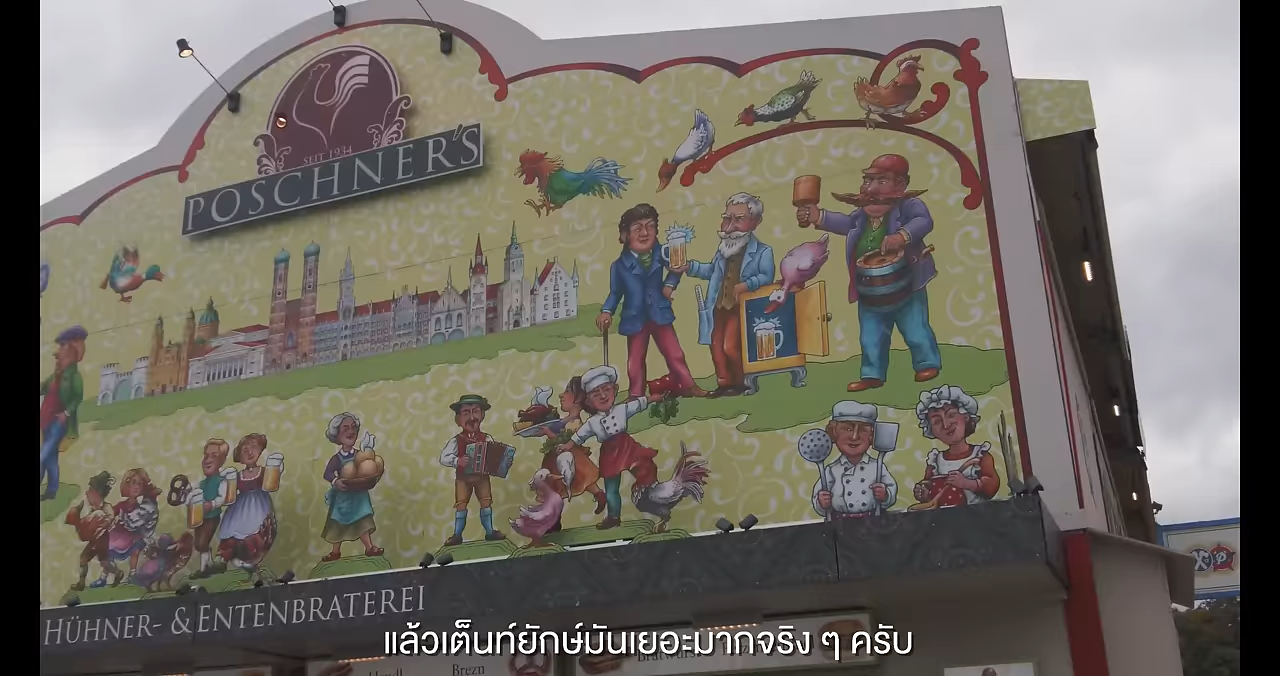 SEIT 1934
POSCHNER'S
HÜHNER- & ENTENBRATEREI
แล้วเต็นท์ยักษ์มันเยอะมากจริง ๆ ครับ
Brezn